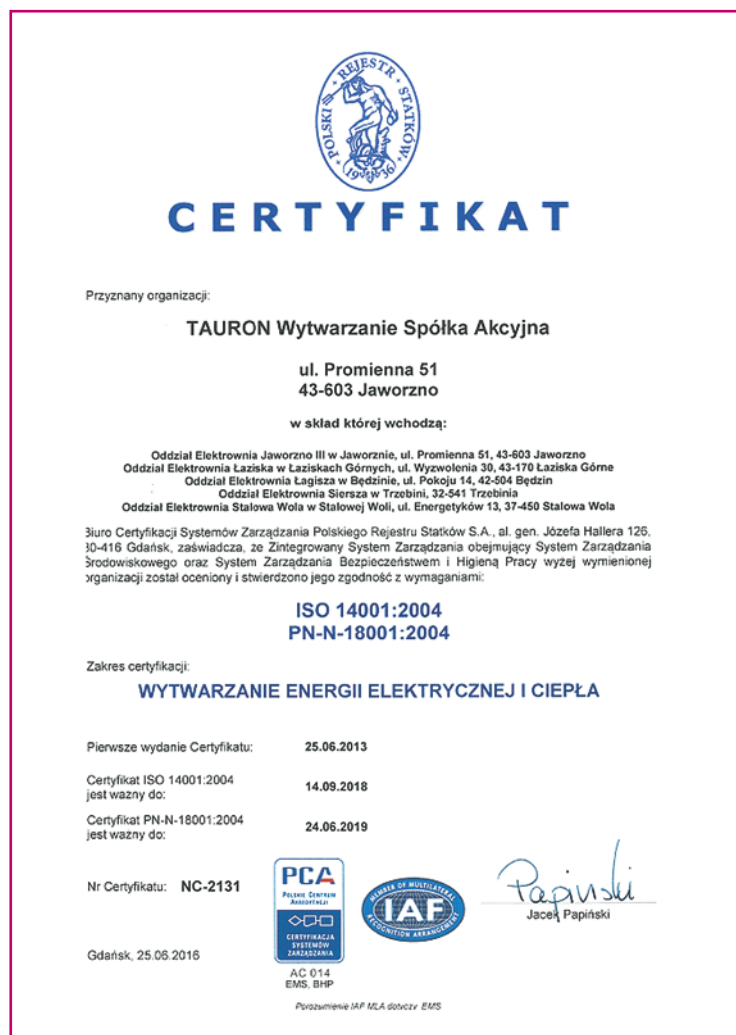 POLSKI · REJESTR · STATKÓW
1936
CERTYFIKAT
Przyznany organizacji:
TAURON Wytwarzanie Spółka Akcyjna
ul. Promienna 51
43-603 Jaworzno
w skład której wchodzą:
Oddział Elektrownia Jaworzno III w Jaworznie, ul. Promienna 51, 43-603 Jaworzno
Oddział Elektrownia Łaziska w Łaziskach Górnych, ul. Wyzwolenia 30, 43-170 Łaziska Górne
Oddział Elektrownia Łagisza w Będzinie, ul. Pokoju 14, 42-504 Będzin
Oddział Elektrownia Siersza w Trzebini, 32-541 Trzebinia
Oddział Elektrownia Stalowa Wola w Stalowej Woli, ul. Energetyków 13, 37-450 Stalowa Wola
Biuro Certyfikacji Systemów Zarządzania Polskiego Rejestru Statków S.A., al. gen. Józefa Hallera 126,
80-416 Gdańsk, zaświadcza, że Zintegrowany System Zarządzania obejmujący System Zarządzania
Środowiskowego oraz System Zarządzania Bezpieczeństwem i Higieną Pracy wyżej wymienionej
organizacji został oceniony i stwierdzono jego zgodność z wymaganiami:
ISO 14001:2004
PN-N-18001:2004
Zakres certyfikacji:
WYTWARZANIE ENERGII ELEKTRYCZNEJ I CIEPŁA
Pierwsze wydanie Certyfikatu: 25.06.2013
Certyfikat ISO 14001:2004
jest ważny do: 14.09.2018
Certyfikat PN-N-18001:2004
jest ważny do: 24.06.2019
Nr Certyfikatu: NC-2131
PCA
POLSKIE CENTRUM
AKREDYTACJI
CERTYFIKACJA
SYSTEMÓW
ZARZĄDZANIA
AC 014
EMS, BHP
MEMBER OF MULTILATERAL
IAF
RECOGNITION ARRANGEMENT
Papiński
Jacek Papiński
Gdańsk, 25.06.2016
Porozumienie IAF MLA dotyczy EMS